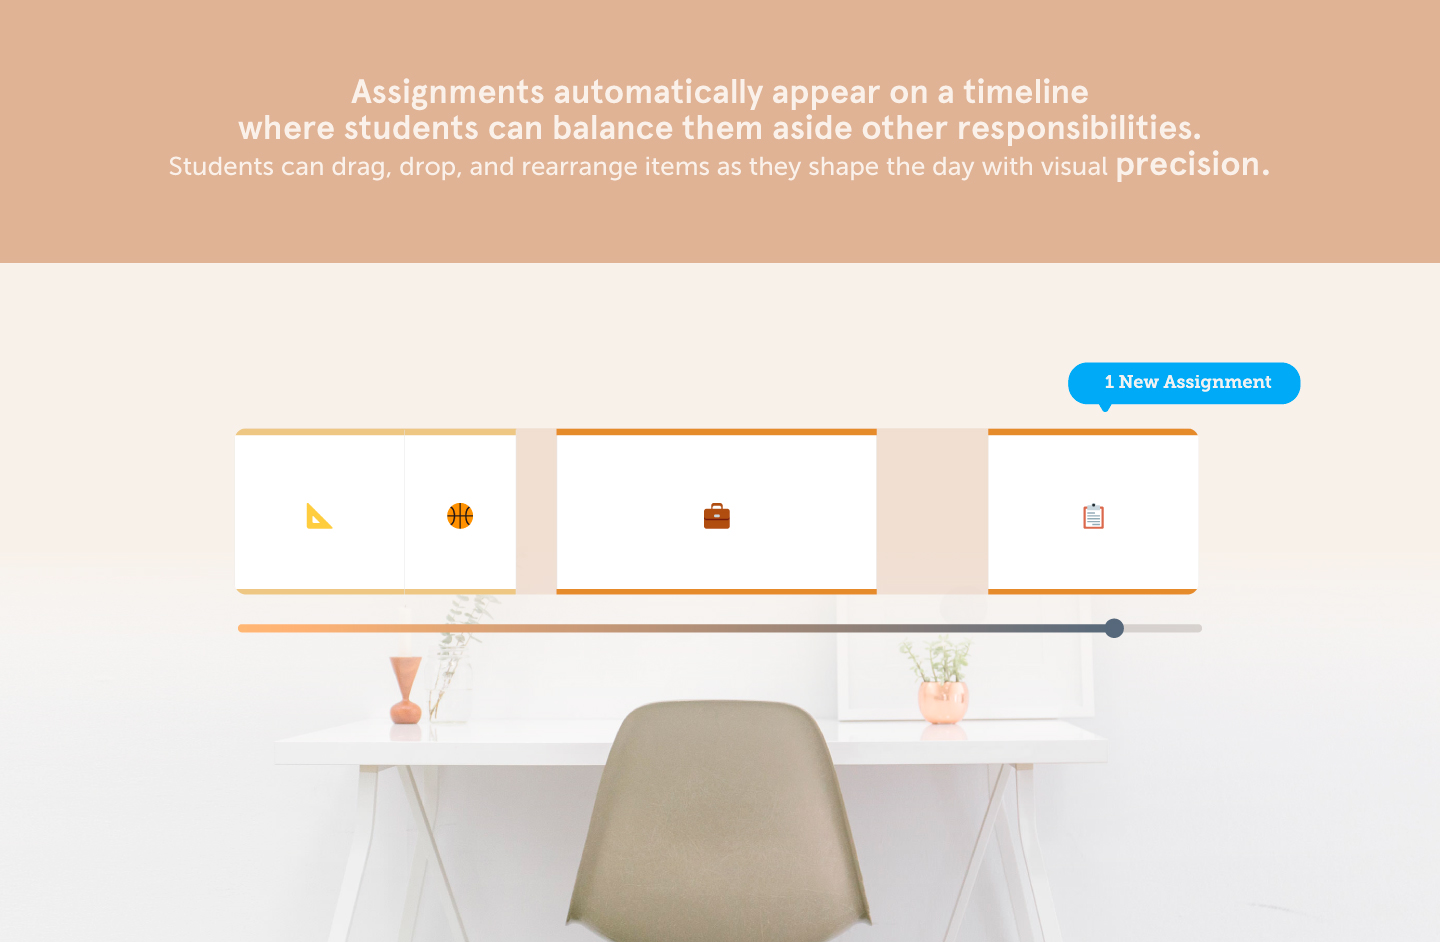 Assignments automatically appear on a timeline
where students can balance them aside other responsibilities.
Students can drag, drop, and rearrange items as they shape the day with visual precision.
1 New Assignment